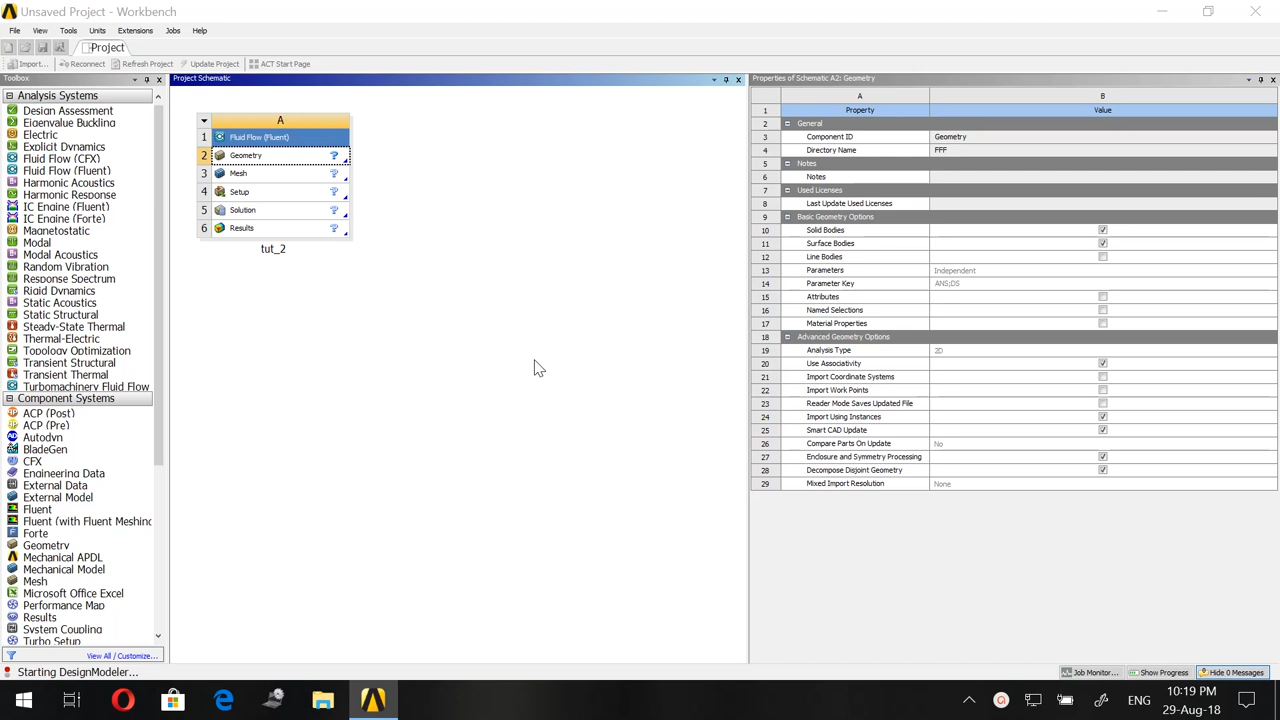 Unsaved Project - Workbench
File View Tools Units Extensions Jobs Help
Project
Import... Reconnect Refresh Project Update Project ACT Start Page
Toolbox
Analysis Systems
Design Assessment
Eigenvalue Buckling
Electric
Explicit Dynamics
Fluid Flow (CFX)
Fluid Flow (Fluent)
Harmonic Acoustics
Harmonic Response
IC Engine (Fluent)
IC Engine (Forte)
Magnetostatic
Modal
Modal Acoustics
Random Vibration
Response Spectrum
Rigid Dynamics
Static Acoustics
Static Structural
Steady-State Thermal
Thermal-Electric
Topology Optimization
Transient Structural
Transient Thermal
Turbomachinery Fluid Flow
Component Systems
ACP (Post)
ACP (Pre)
Autodyn
BladeGen
CFX
Engineering Data
External Data
External Model
Fluent
Fluent (with Fluent Meshing
Forte
Geometry
Mechanical APDL
Mechanical Model
Mesh
Microsoft Office Excel
Performance Map
Results
System Coupling
Turbo Setup
View All / Customize...
Project Schematic
A
1 Fluid Flow (Fluent)
2 Geometry ?
3 Mesh ?
4 Setup ?
5 Solution ?
6 Results ?
tut_2
Properties of Schematic A2: Geometry
A B
1 Property Value
2 General
3 Component ID Geometry
4 Directory Name FFF
5 Notes
6 Notes
7 Used Licenses
8 Last Update Used Licenses
9 Basic Geometry Options
10 Solid Bodies
11 Surface Bodies
12 Line Bodies
13 Parameters Independent
14 Parameter Key ANS;DS
15 Attributes
16 Named Selections
17 Material Properties
18 Advanced Geometry Options
19 Analysis Type 2D
20 Use Associativity
21 Import Coordinate Systems
22 Import Work Points
23 Reader Mode Saves Updated File
24 Import Using Instances
25 Smart CAD Update
26 Compare Parts On Update No
27 Enclosure and Symmetry Processing
28 Decompose Disjoint Geometry
29 Mixed Import Resolution None
Starting DesignModeler... Job Monitor... Show Progress Hide 0 Messages
ENG 10:19 PM
29-Aug-18